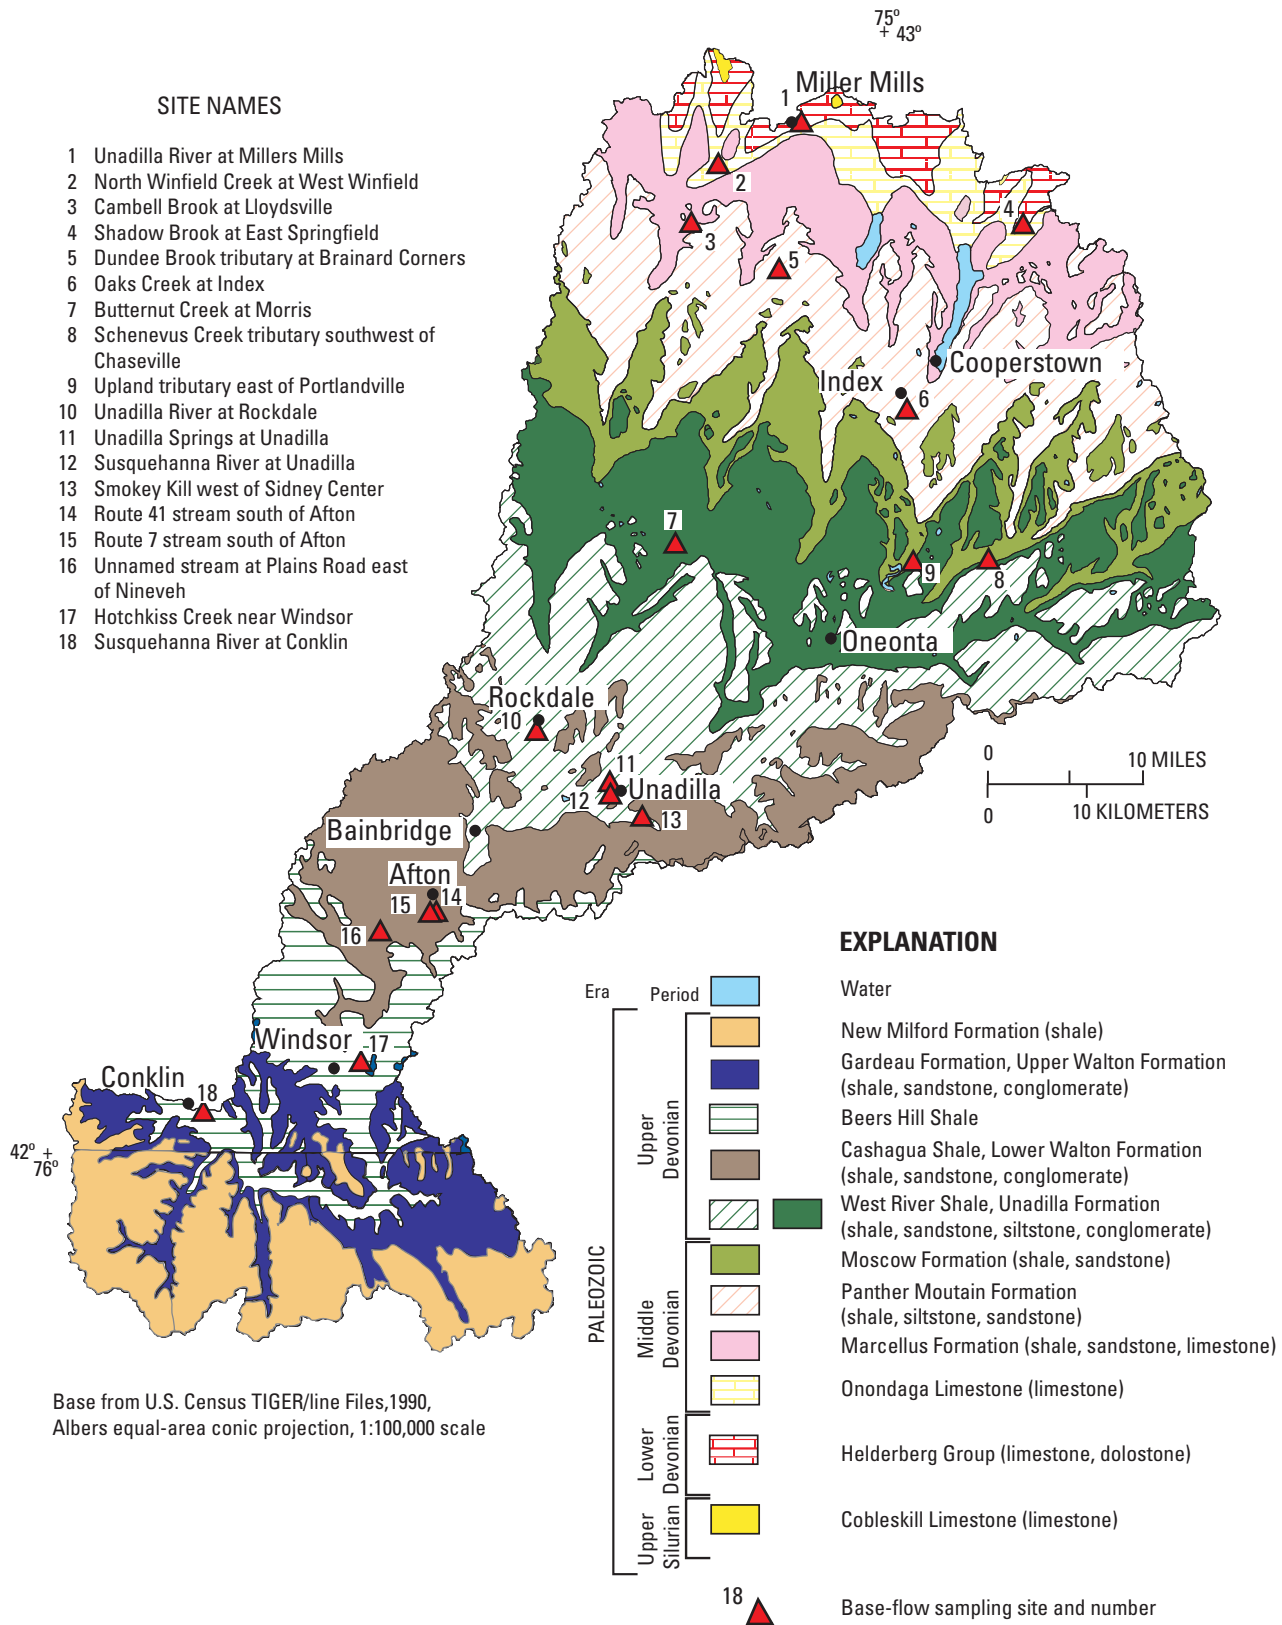 75º
+ 43º
SITE NAMES
1 Unadilla River at Millers Mills
2 North Winfield Creek at West Winfield
3 Cambell Brook at Lloydsville
4 Shadow Brook at East Springfield
5 Dundee Brook tributary at Brainard Corners
6 Oaks Creek at Index
7 Butternut Creek at Morris
8 Schenevus Creek tributary southwest of
Chaseville
9 Upland tributary east of Portlandville
10 Unadilla River at Rockdale
11 Unadilla Springs at Unadilla
12 Susquehanna River at Unadilla
13 Smokey Kill west of Sidney Center
14 Route 41 stream south of Afton
15 Route 7 stream south of Afton
16 Unnamed stream at Plains Road east
of Nineveh
17 Hotchkiss Creek near Windsor
18 Susquehanna River at Conklin
Miller Mills
1
2
3
4
5
Cooperstown
Index
6
7
9
8
Oneonta
Rockdale
10
11
Unadilla
12
13
Bainbridge
Afton
15
14
16
Windsor
17
Conklin
18
42º +
76º
0
10 MILES
0
10 KILOMETERS
EXPLANATION
Era
Period
Water
New Milford Formation (shale)
Gardeau Formation, Upper Walton Formation
(shale, sandstone, conglomerate)
Beers Hill Shale
Cashagua Shale, Lower Walton Formation
(shale, sandstone, conglomerate)
West River Shale, Unadilla Formation
(shale, sandstone, siltstone, conglomerate)
Moscow Formation (shale, sandstone)
Panther Moutain Formation
(shale, siltstone, sandstone)
Marcellus Formation (shale, sandstone, limestone)
Onondaga Limestone (limestone)
Helderberg Group (limestone, dolostone)
Cobleskill Limestone (limestone)
PALEOZOIC
Upper
Devonian
Middle
Devonian
Lower
Devonian
Upper
Silurian
18
Base-flow sampling site and number
Base from U.S. Census TIGER/line Files,1990,
Albers equal-area conic projection, 1:100,000 scale